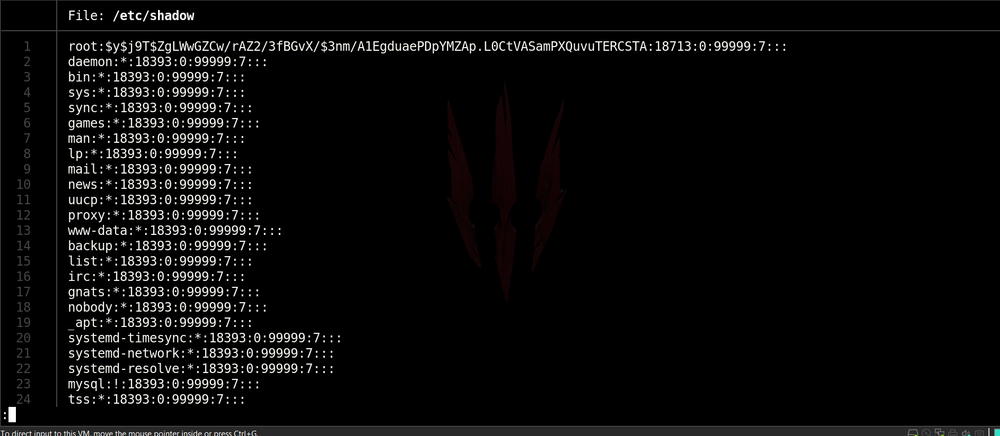 File: /etc/shadow
1 root:$y$j9T$ZgLWwGZCw/rAZ2/3fBGvX/$3nm/A1EgduaePDpYMZAp.L0CtVASamPXQuvuTERCSTA:18713:0:99999:7:::
2 daemon:*:18393:0:99999:7:::
3 bin:*:18393:0:99999:7:::
4 sys:*:18393:0:99999:7:::
5 sync:*:18393:0:99999:7:::
6 games:*:18393:0:99999:7:::
7 man:*:18393:0:99999:7:::
8 lp:*:18393:0:99999:7:::
9 mail:*:18393:0:99999:7:::
10 news:*:18393:0:99999:7:::
11 uucp:*:18393:0:99999:7:::
12 proxy:*:18393:0:99999:7:::
13 www-data:*:18393:0:99999:7:::
14 backup:*:18393:0:99999:7:::
15 list:*:18393:0:99999:7:::
16 irc:*:18393:0:99999:7:::
17 gnats:*:18393:0:99999:7:::
18 nobody:*:18393:0:99999:7:::
19 _apt:*:18393:0:99999:7:::
20 systemd-timesync:*:18393:0:99999:7:::
21 systemd-network:*:18393:0:99999:7:::
22 systemd-resolve:*:18393:0:99999:7:::
23 mysql:!:18393:0:99999:7:::
24 tss:*:18393:0:99999:7:::
:
To direct input to this VM, move the mouse pointer inside or press Ctrl+G.